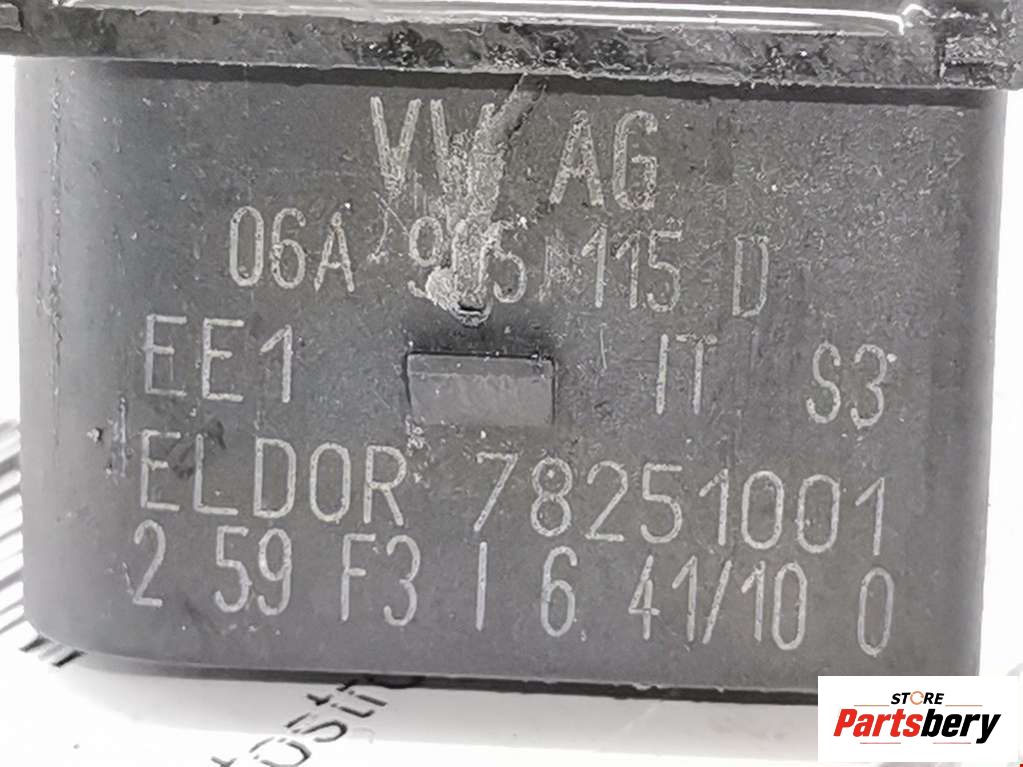 VW AG
06A 905 115 D
EE1 IT S3
ELDOR 78251001
2 59 F3 I 6 41/10 0
STORE
Partsbery